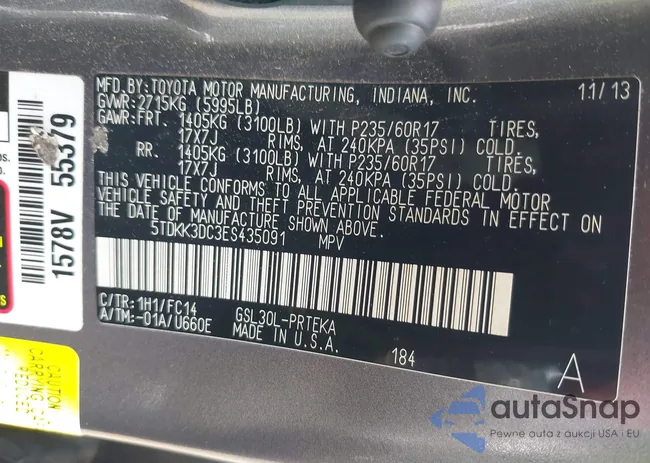 MFD.BY:TOYOTA MOTOR MANUFACTURING, INDIANA, INC. 11/13
GVWR:2715KG (5995LB)
GAWR:FRT. 1405KG (3100LB) WITH P235/60R17 TIRES,
17X7J RIMS, AT 240KPA (35PSI) COLD.
RR. 1405KG (3100LB) WITH P235/60R17 TIRES,
17X7J RIMS, AT 240KPA (35PSI) COLD.
THIS VEHICLE CONFORMS TO ALL APPLICABLE FEDERAL MOTOR
VEHICLE SAFETY AND THEFT PREVENTION STANDARDS IN EFFECT ON
THE DATE OF MANUFACTURE SHOWN ABOVE.
5TDKK3DC3ES435091 MPV
C/TR:1H1/FC14
A/TM:-01A/U660E
GSL30L-PRTEKA
MADE IN U.S.A.
184
A
1578V 55379
CAUTION
CARRYING
REDUCED
autaSnap
Pewne auta z aukcji USA i EU